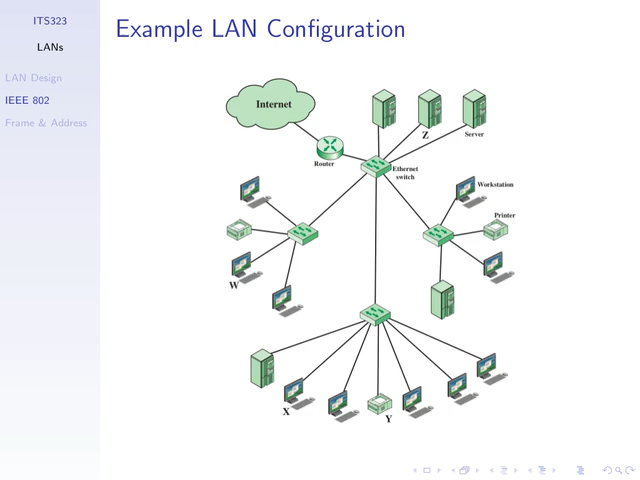 ITS323
LANs
LAN Design
IEEE 802
Frame & Address
Example LAN Configuration
Internet
Z
Server
Router
Ethernet
switch
Workstation
Printer
W
X
Y